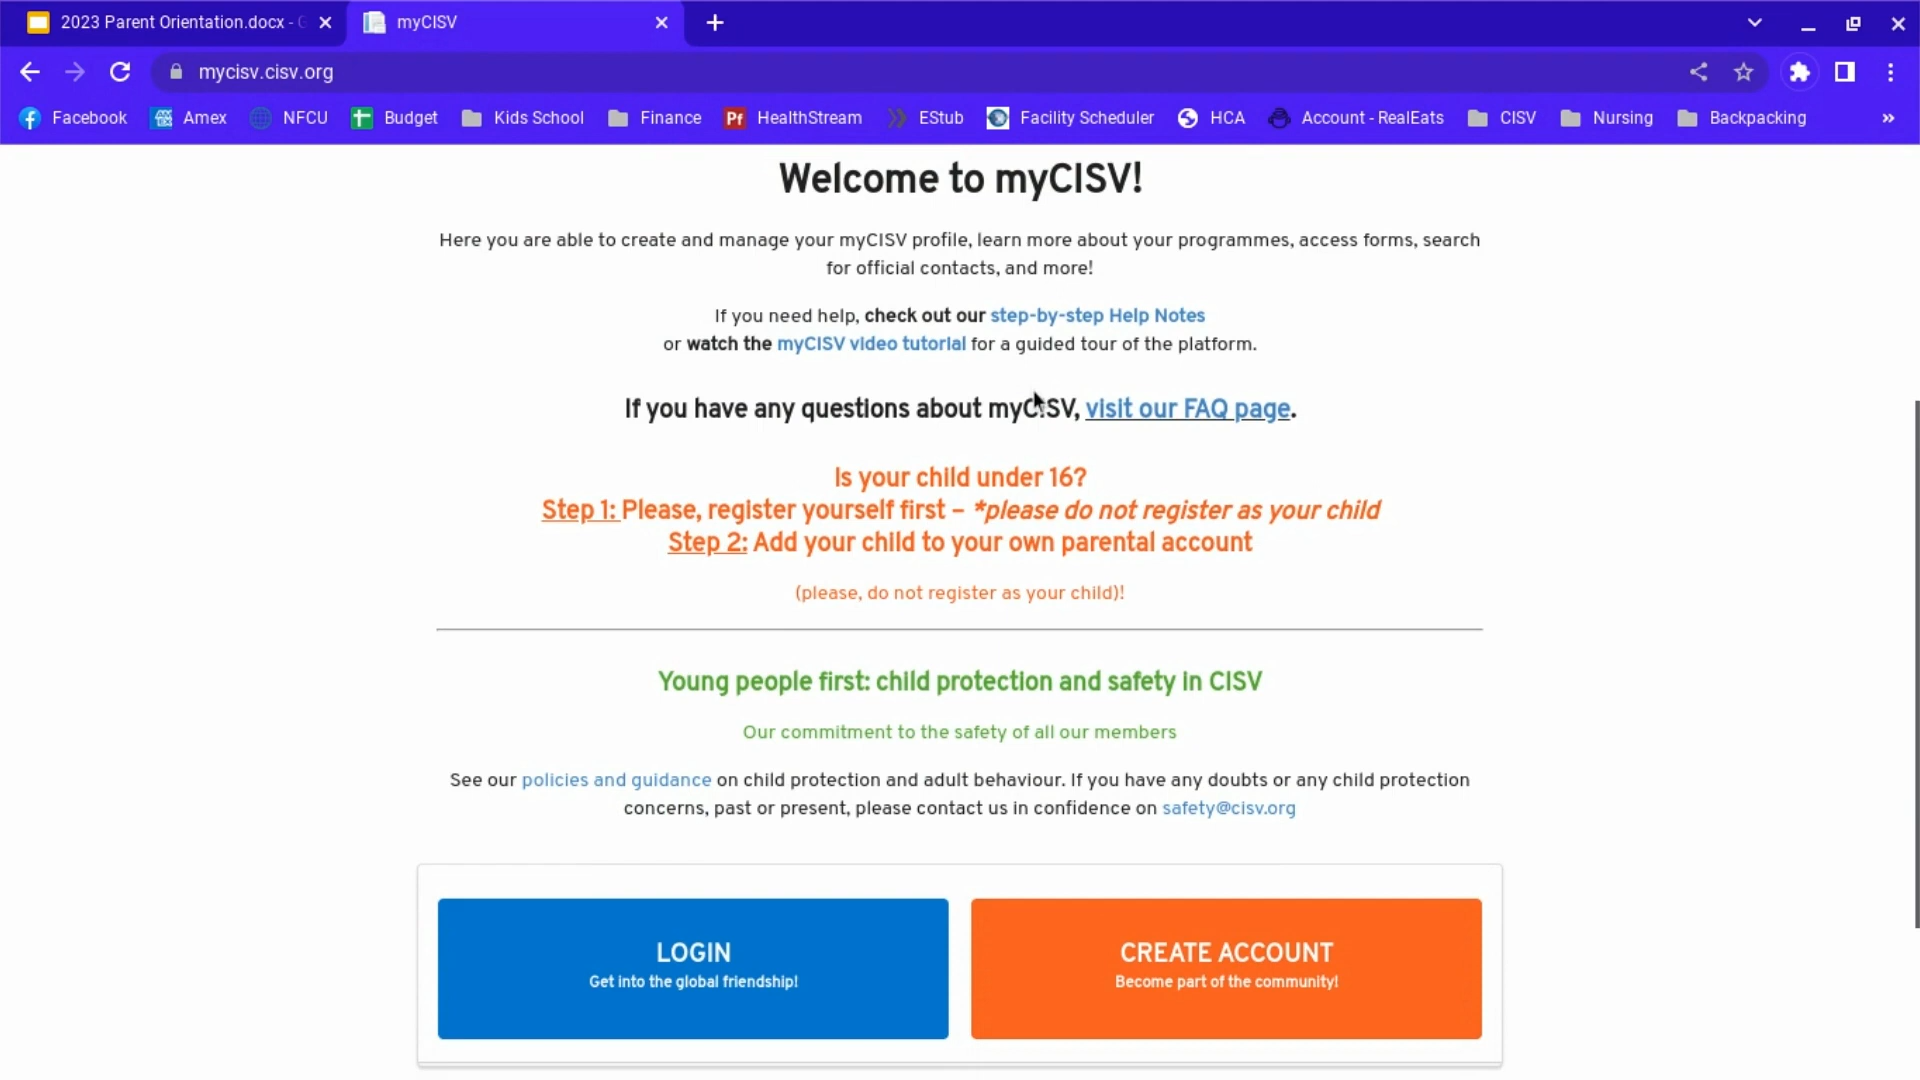 2023 Parent Orientation.docx -
myCISV
mycisv.cisv.org
Facebook
Amex
NFCU
Budget
Kids School
Finance
HealthStream
EStub
Facility Scheduler
HCA
Account - RealEats
CISV
Nursing
Backpacking
»
Welcome to myCISV!
Here you are able to create and manage your myCISV profile, learn more about your programmes, access forms, search
for official contacts, and more!
If you need help, check out our step-by-step Help Notes
or watch the myCISV video tutorial for a guided tour of the platform.
If you have any questions about myCISV, visit our FAQ page.
Is your child under 16?
Step 1: Please, register yourself first – *please do not register as your child
Step 2: Add your child to your own parental account
(please, do not register as your child)!
Young people first: child protection and safety in CISV
Our commitment to the safety of all our members
See our policies and guidance on child protection and adult behaviour. If you have any doubts or any child protection
concerns, past or present, please contact us in confidence on safety@cisv.org
LOGIN
Get into the global friendship!
CREATE ACCOUNT
Become part of the community!